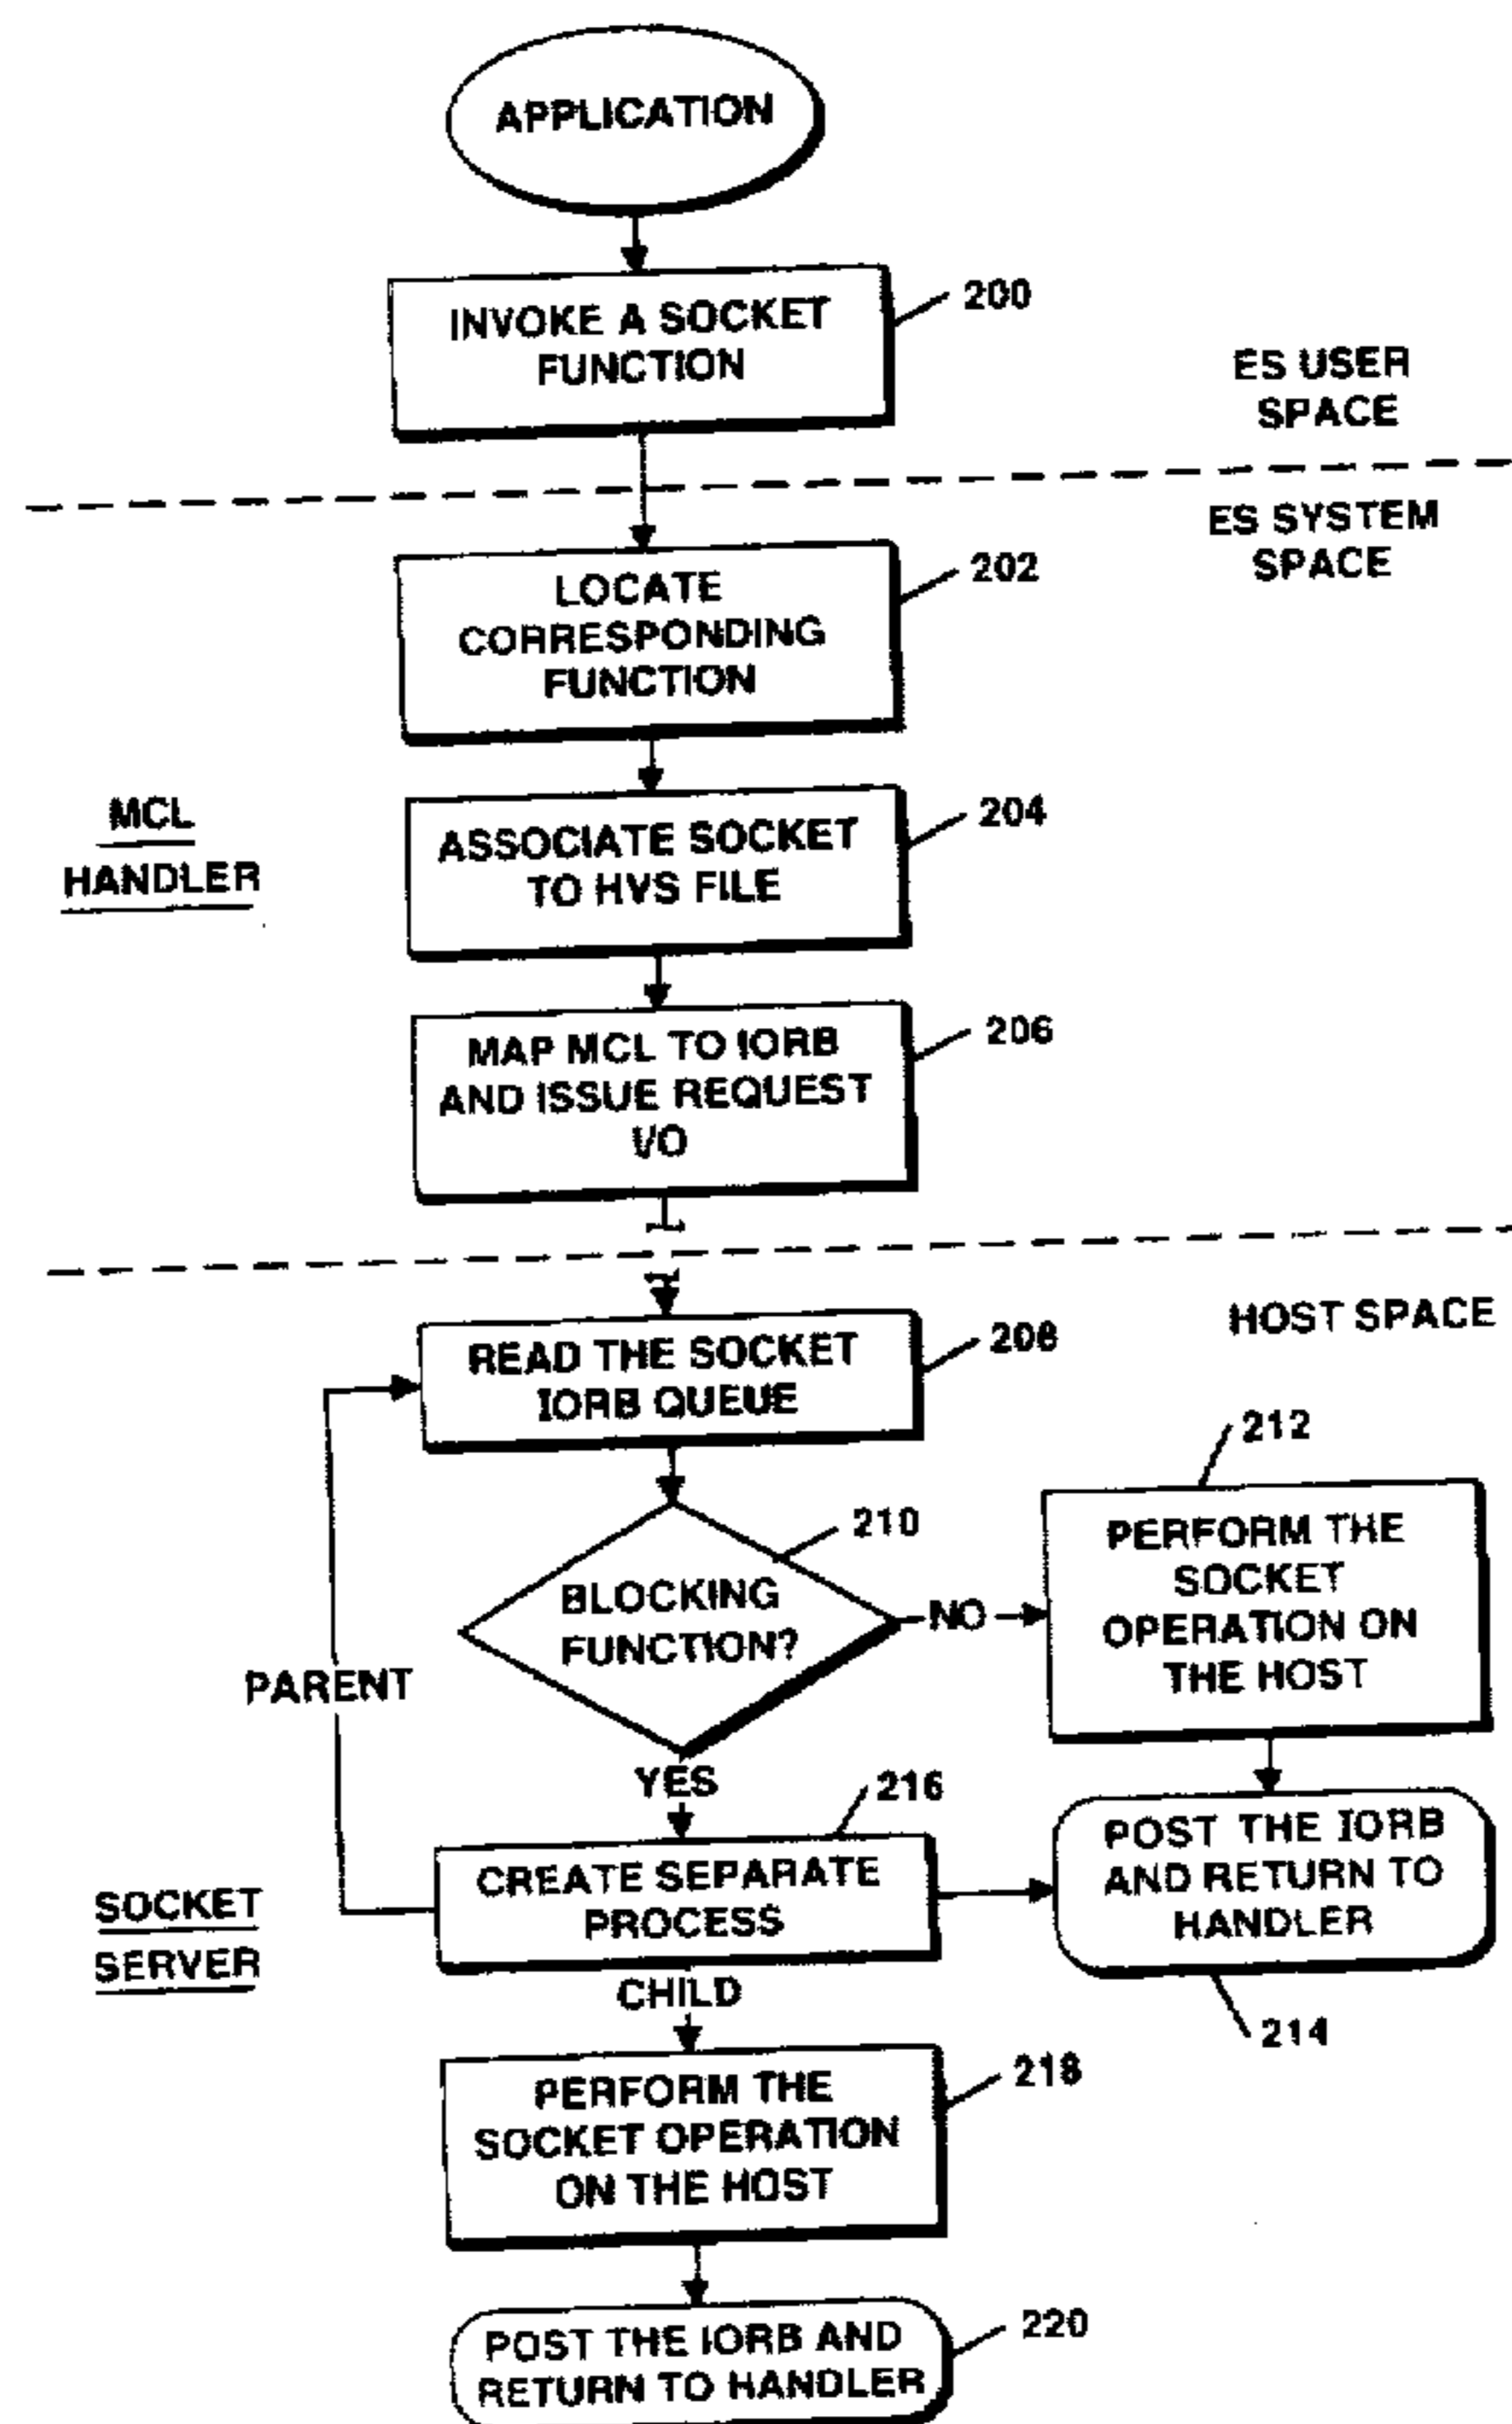 APPLICATION
INVOKE A SOCKET
FUNCTION
200
ES USER
SPACE
ES SYSTEM
SPACE
LOCATE
CORRESPONDING
FUNCTION
202
MCL
HANDLER
ASSOCIATE SOCKET
TO HVS FILE
204
MAP MCL TO IORB
AND ISSUE REQUEST
I/O
206
HOST SPACE
READ THE SOCKET
IORB QUEUE
208
BLOCKING
FUNCTION?
210
NO
212
PERFORM THE
SOCKET
OPERATION ON
THE HOST
PARENT
YES
216
CREATE SEPARATE
PROCESS
POST THE IORB
AND RETURN TO
HANDLER
214
SOCKET
SERVER
CHILD
PERFORM THE
SOCKET OPERATION
ON THE HOST
218
POST THE IORB AND
RETURN TO HANDLER
220